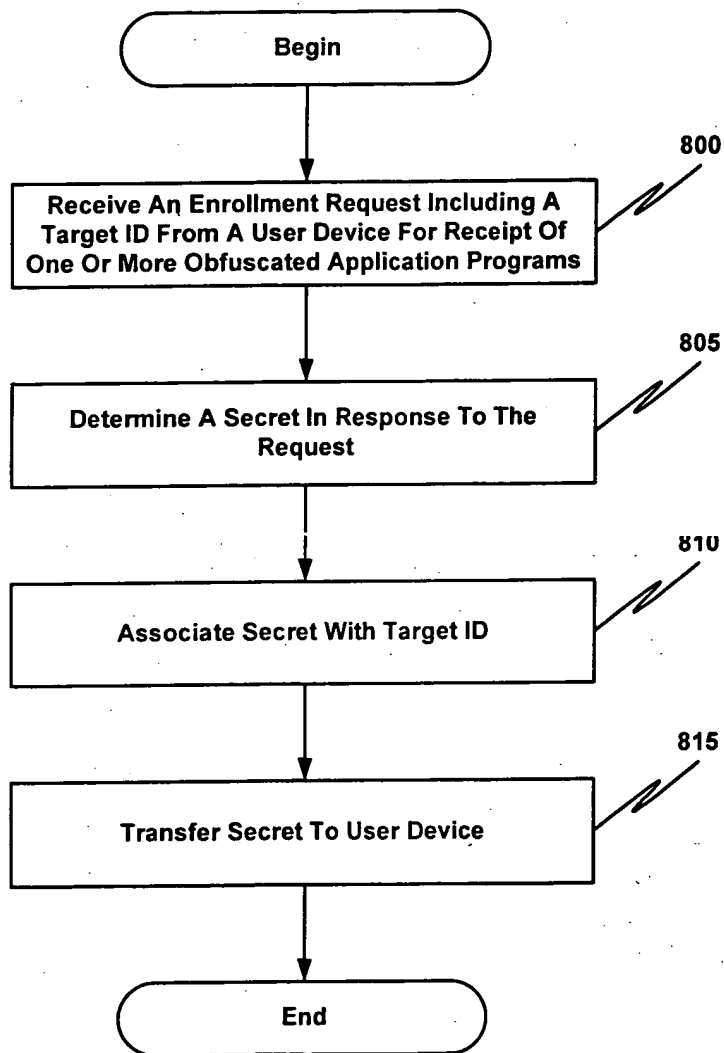 Begin
800
Receive An Enrollment Request Including A
Target ID From A User Device For Receipt Of
One Or More Obfuscated Application Programs
805
Determine A Secret In Response To The
Request
810
Associate Secret With Target ID
815
Transfer Secret To User Device
End